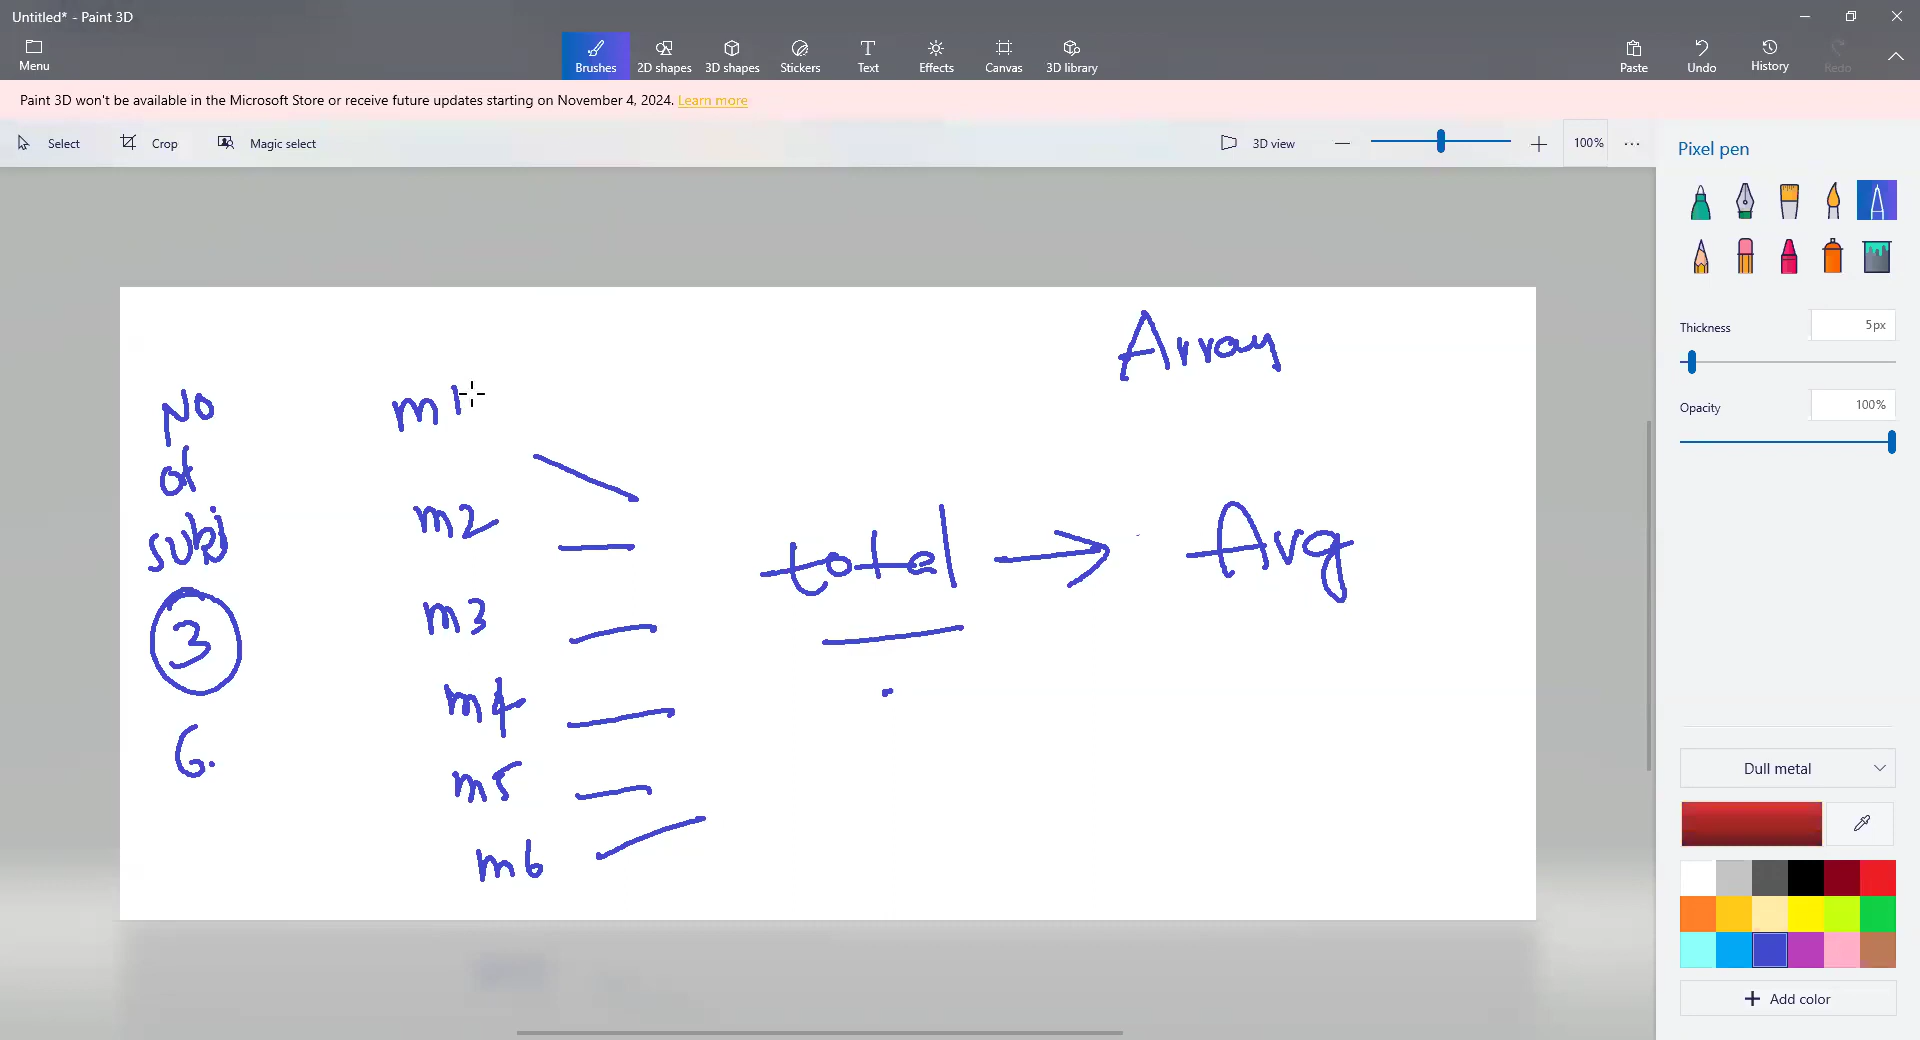 Untitled* - Paint 3D
Menu
Brushes
2D shapes
3D shapes
Stickers
Text
Effects
Canvas
3D library
Paste
Undo
History
Redo
Paint 3D won't be available in the Microsoft Store or receive future updates starting on November 4, 2024. Learn more
Select
Crop
Magic select
3D view
100%
Pixel pen
Thickness
5px
Opacity
100%
Dull metal
Add color
Array
No
of
subj
3
6.
m1
m2
m3
m4
m5
m6
total
Avg